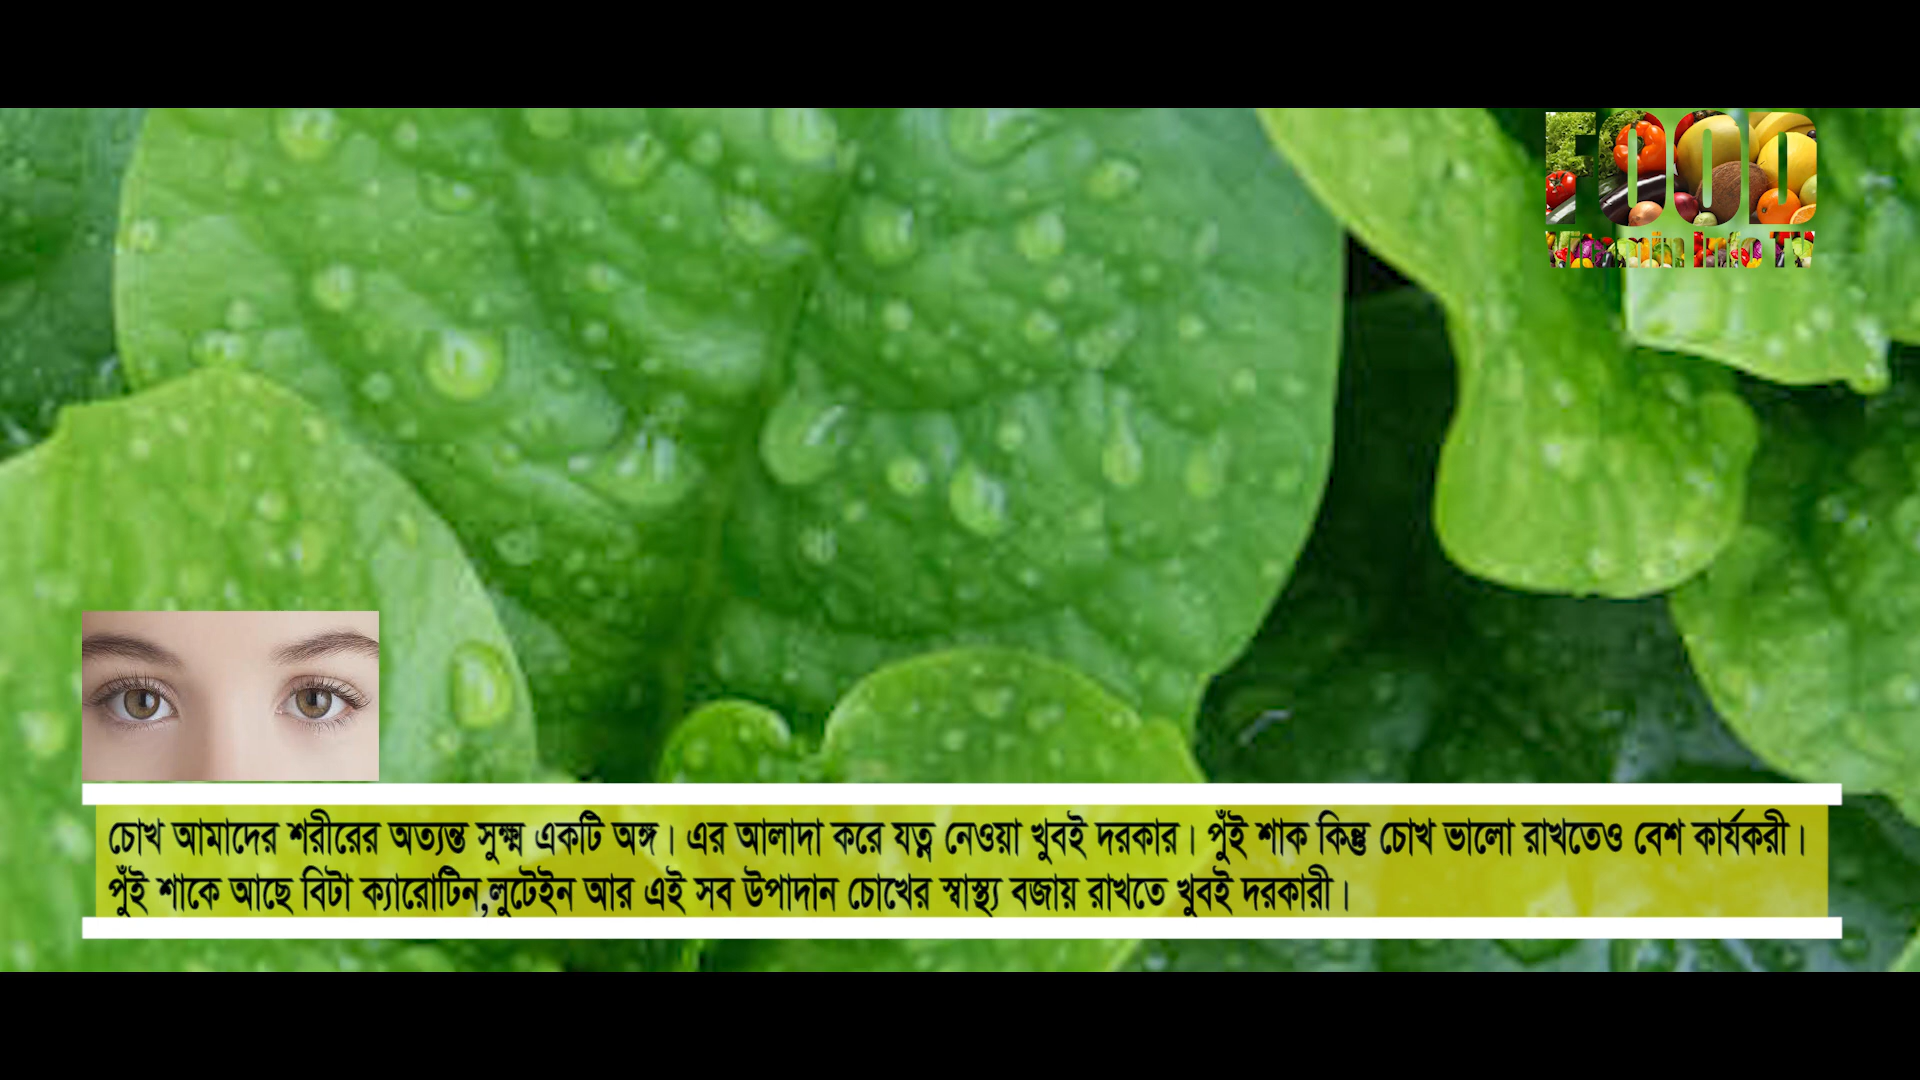 FOOD
Vitamin Info TV
চোখ আমাদের শরীরের অত্যন্ত সুক্ষ্ম একটি অঙ্গ। এর আলাদা করে যত্ন নেওয়া খুবই দরকার। পুঁই শাক কিন্তু চোখ ভালো রাখতেও বেশ কার্যকরী।
পুঁই শাকে আছে বিটা ক্যারোটিন,লুটেইন আর এই সব উপাদান চোখের স্বাস্থ্য বজায় রাখতে খুবই দরকারী।